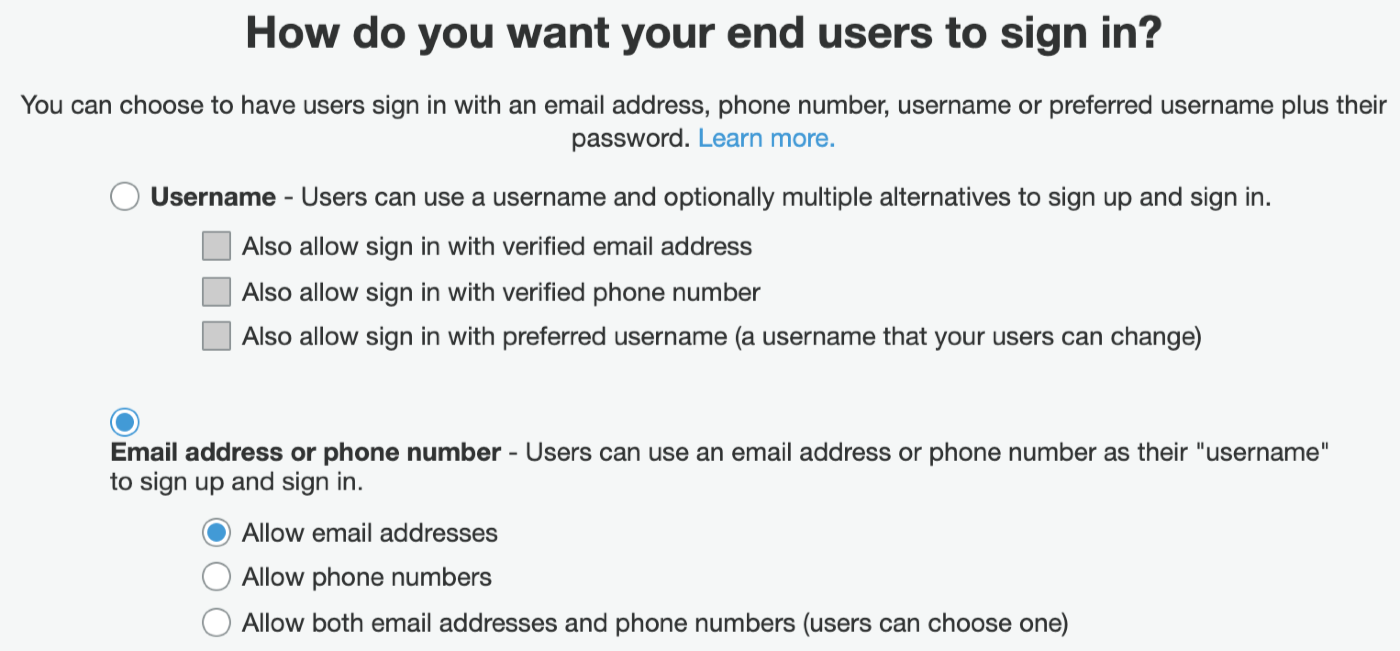 How do you want your end users to sign in?
You can choose to have users sign in with an email address, phone number, username or preferred username plus their
password. Learn more.
Username - Users can use a username and optionally multiple alternatives to sign up and sign in.
Also allow sign in with verified email address
Also allow sign in with verified phone number
Also allow sign in with preferred username (a username that your users can change)
Email address or phone number - Users can use an email address or phone number as their "username"
to sign up and sign in.
Allow email addresses
Allow phone numbers
Allow both email addresses and phone numbers (users can choose one)